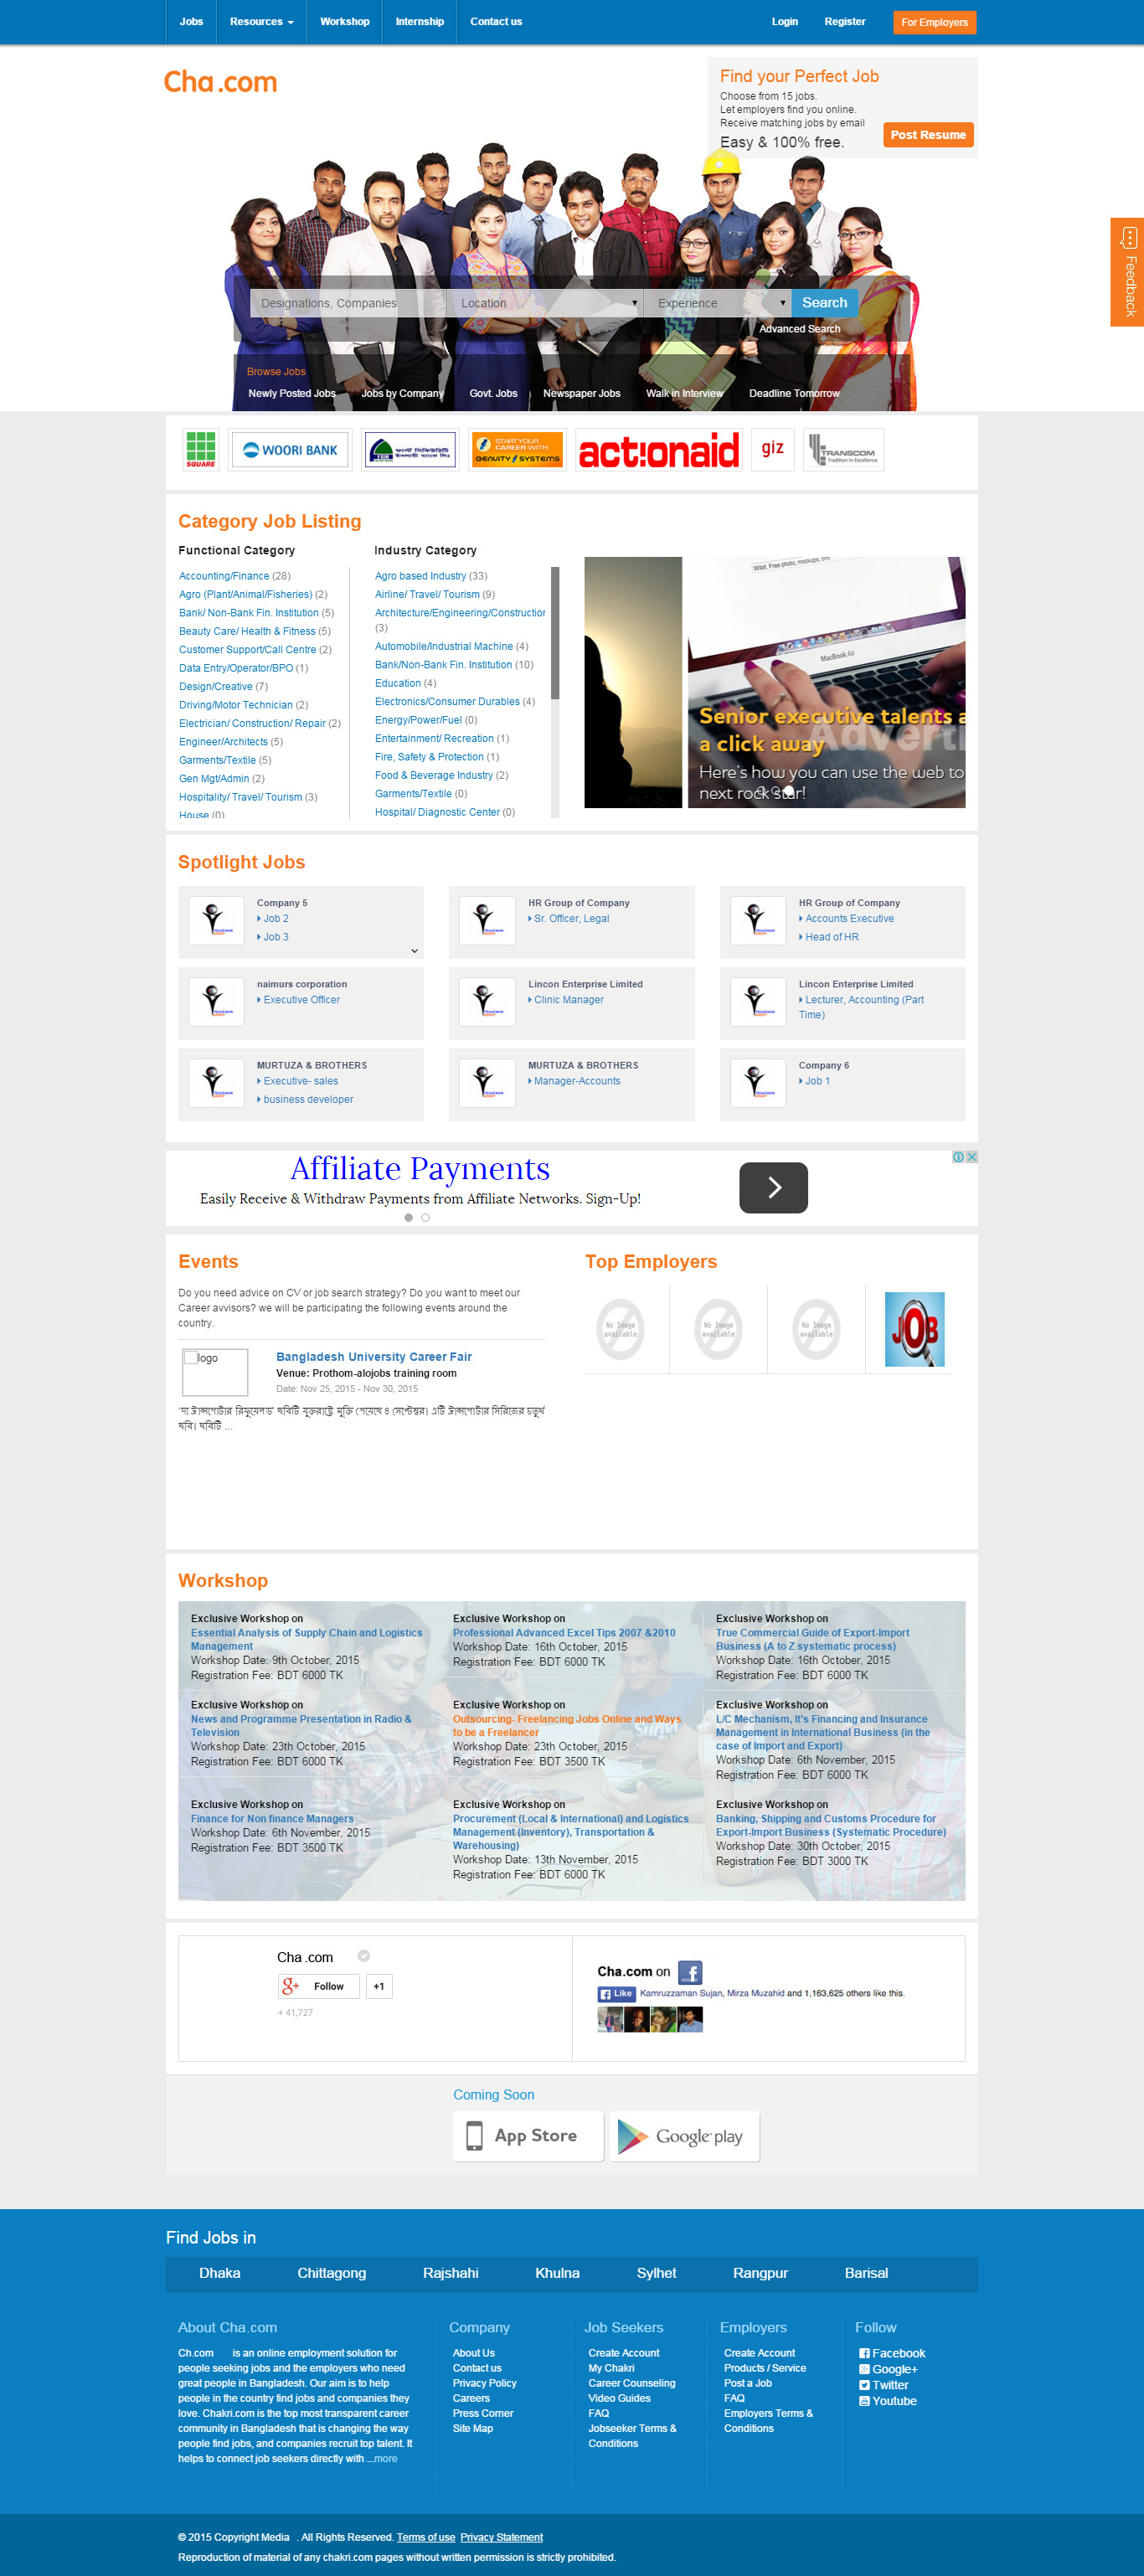 Jobs
Resources
Workshop
Internship
Contact us
Login
Register
For Employers
Cha.com
Find your Perfect Job
Choose from 15 jobs.
Let employers find you online.
Receive matching jobs by email
Easy & 100% free.
Post Resume
Feedback
Designations, Companies
Location
Experience
Search
Advanced Search
Browse Jobs
Newly Posted Jobs
Jobs by Company
Govt. Jobs
Newspaper Jobs
Walk in Interview
Deadline Tomorrow
SQUARE
WOORI BANK
START YOUR
CAREER WITH
GENUITY SYSTEMS
act!onaid
giz
TRANSCOM
Tradition in Excellence
Category Job Listing
Functional Category
Accounting/Finance (28)
Agro (Plant/Animal/Fisheries) (2)
Bank/ Non-Bank Fin. Institution (5)
Beauty Care/ Health & Fitness (5)
Customer Support/Call Centre (2)
Data Entry/Operator/BPO (1)
Design/Creative (7)
Driving/Motor Technician (2)
Electrician/ Construction/ Repair (2)
Engineer/Architects (5)
Garments/Textile (5)
Gen Mgt/Admin (2)
Hospitality/ Travel/ Tourism (3)
House (0)
Industry Category
Agro based Industry (33)
Airline/ Travel/ Tourism (9)
Architecture/Engineering/Construction
(3)
Automobile/Industrial Machine (4)
Bank/Non-Bank Fin. Institution (10)
Education (4)
Electronics/Consumer Durables (4)
Energy/Power/Fuel (0)
Entertainment/ Recreation (1)
Fire, Safety & Protection (1)
Food & Beverage Industry (2)
Garments/Textile (0)
Hospital/ Diagnostic Center (0)
MacBook Air
Senior executive talents a
a click away
Adverti
Here's how you can use the web to
next rock star!
Spotlight Jobs
Company 5
Job 2
Job 3
HR Group of Company
Sr. Officer, Legal
HR Group of Company
Accounts Executive
Head of HR
naimurs corporation
Executive Officer
Lincon Enterprise Limited
Clinic Manager
Lincon Enterprise Limited
Lecturer, Accounting (Part
Time)
MURTUZA & BROTHERS
Executive- sales
business developer
MURTUZA & BROTHERS
Manager-Accounts
Company 6
Job 1
Affiliate Payments
Easily Receive & Withdraw Payments from Affiliate Networks. Sign-Up!
Events
Do you need advice on CV or job search strategy? Do you want to meet our
Career avvisors? we will be participating the following events around the
country.
logo
Bangladesh University Career Fair
Venue: Prothom-alojobs training room
Date: Nov 25, 2015 - Nov 30, 2015
'দ্য ট্রান্সপোর্টার রিফুয়েলড' ছবিটি যুক্তরাষ্ট্রে মুক্তি পেয়েছে ৪ সেপ্টেম্বর। এটি ট্রান্সপোর্টার সিরিজের চতুর্থ
ছবি। ছবিটি ...
Top Employers
No Image
available
No Image
available
No Image
available
JOB
Workshop
Exclusive Workshop on
Essential Analysis of Supply Chain and Logistics
Management
Workshop Date: 9th October, 2015
Registration Fee: BDT 6000 TK
Exclusive Workshop on
Professional Advanced Excel Tips 2007 &2010
Workshop Date: 16th October, 2015
Registration Fee: BDT 6000 TK
Exclusive Workshop on
True Commercial Guide of Export-Import
Business (A to Z systematic process)
Workshop Date: 16th October, 2015
Registration Fee: BDT 6000 TK
Exclusive Workshop on
News and Programme Presentation in Radio &
Television
Workshop Date: 23th October, 2015
Registration Fee: BDT 6000 TK
Exclusive Workshop on
Outsourcing- Freelancing Jobs Online and Ways
to be a Freelancer
Workshop Date: 23th October, 2015
Registration Fee: BDT 3500 TK
Exclusive Workshop on
L/C Mechanism, It's Financing and Insurance
Management in International Business (in the
case of Import and Export)
Workshop Date: 6th November, 2015
Registration Fee: BDT 6000 TK
Exclusive Workshop on
Finance for Non finance Managers
Workshop Date: 6th November, 2015
Registration Fee: BDT 3500 TK
Exclusive Workshop on
Procurement (Local & International) and Logistics
Management (Inventory), Transportation &
Warehousing)
Workshop Date: 13th November, 2015
Registration Fee: BDT 6000 TK
Exclusive Workshop on
Banking, Shipping and Customs Procedure for
Export-Import Business (Systematic Procedure)
Workshop Date: 30th October, 2015
Registration Fee: BDT 3000 TK
Cha .com
Follow
+1
+ 41,727
Cha.com on
Like
Kamruzzaman Sujan, Mirza Muzahid and 1,163,625 others like this.
Coming Soon
App Store
Google play
Find Jobs in
Dhaka
Chittagong
Rajshahi
Khulna
Sylhet
Rangpur
Barisal
About Cha.com
Ch.com is an online employment solution for
people seeking jobs and the employers who need
great people in Bangladesh. Our aim is to help
people in the country find jobs and companies they
love. Chakri.com is the top most transparent career
community in Bangladesh that is changing the way
people find jobs, and companies recruit top talent. It
helps to connect job seekers directly with ...more
Company
About Us
Contact us
Privacy Policy
Careers
Press Corner
Site Map
Job Seekers
Create Account
My Chakri
Career Counseling
Video Guides
FAQ
Jobseeker Terms &
Conditions
Employers
Create Account
Products / Service
Post a Job
FAQ
Employers Terms &
Conditions
Follow
Facebook
Google+
Twitter
Youtube
© 2015 Copyright Media . All Rights Reserved. Terms of use Privacy Statement
Reproduction of material of any chakri.com pages without written permission is strictly prohibited.